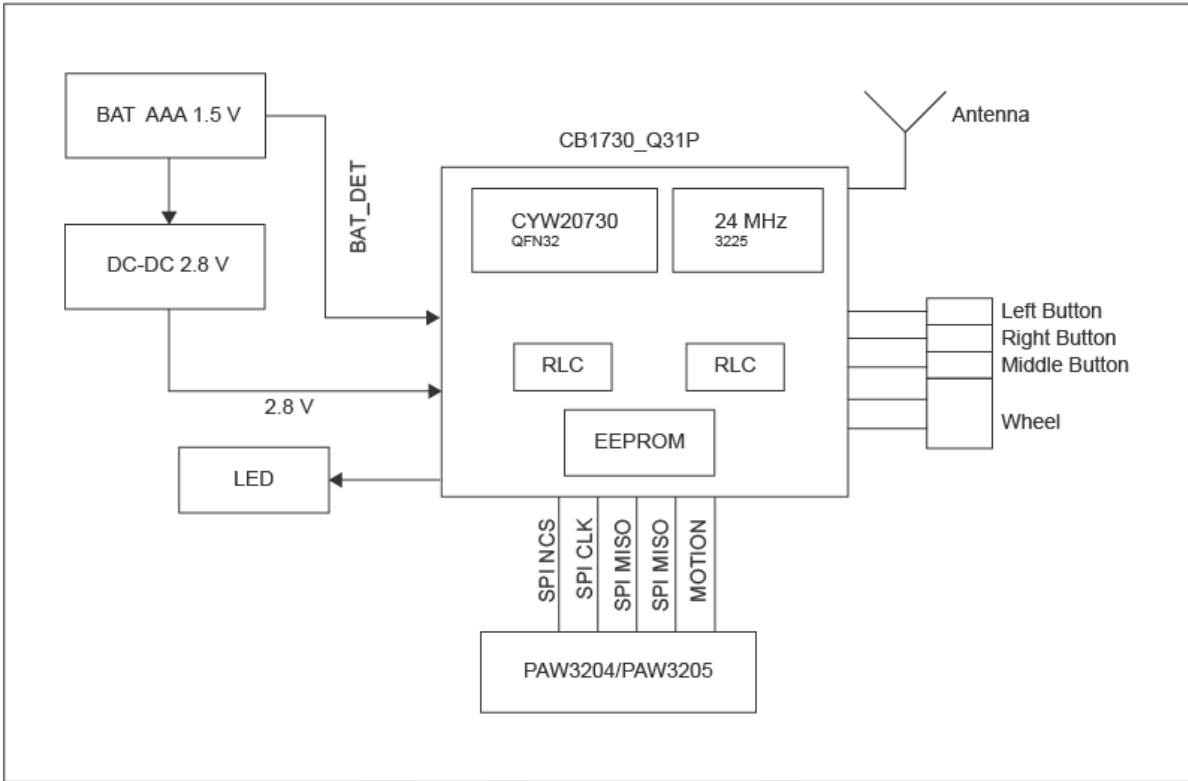 BAT AAA 1.5 V
Antenna
CB1730_Q31P
BAT_DET
CYW20730
QFN32
24 MHz
3225
DC-DC 2.8 V
Left Button
Right Button
Middle Button
RLC
RLC
2.8 V
Wheel
EEPROM
LED
SPI NCS
SPI CLK
SPI MISO
SPI MISO
MOTION
PAW3204/PAW3205